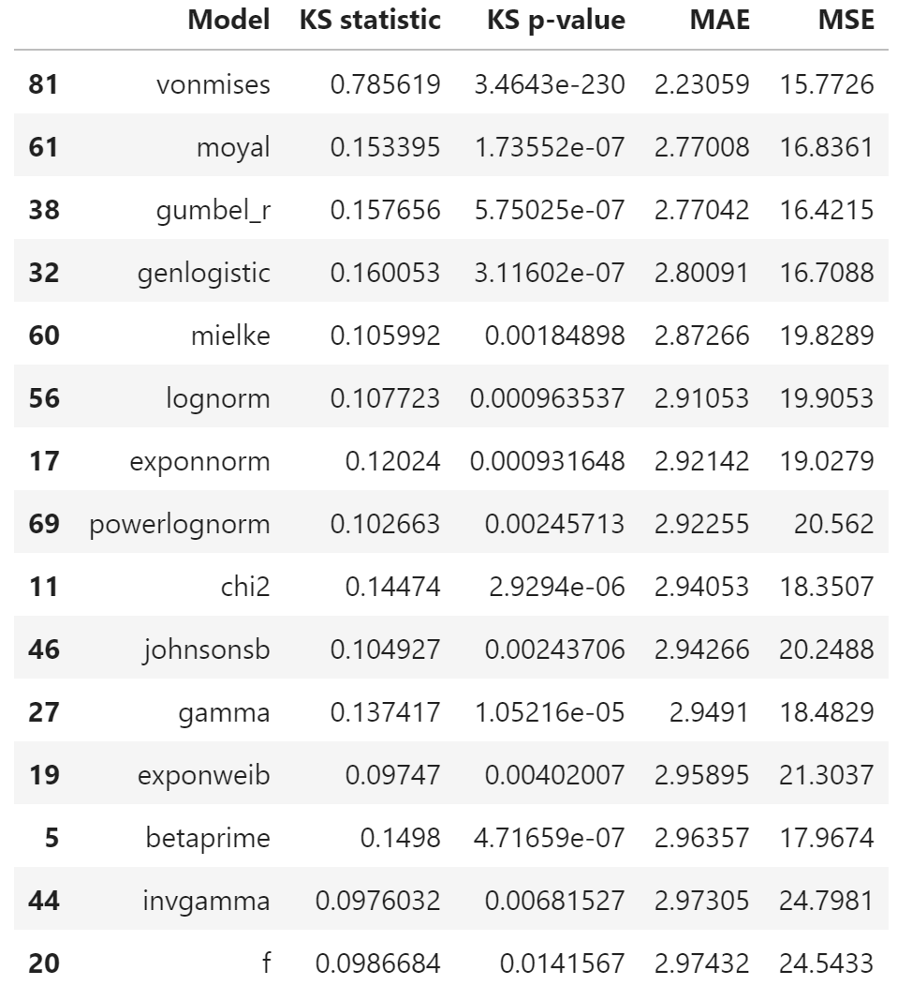 Model KS statistic KS p-value MAE MSE
81 vonmises 0.785619 3.4643e-230 2.23059 15.7726
61 moyal 0.153395 1.73552e-07 2.77008 16.8361
38 gumbel_r 0.157656 5.75025e-07 2.77042 16.4215
32 genlogistic 0.160053 3.11602e-07 2.80091 16.7088
60 mielke 0.105992 0.00184898 2.87266 19.8289
56 lognorm 0.107723 0.000963537 2.91053 19.9053
17 exponnorm 0.12024 0.000931648 2.92142 19.0279
69 powerlognorm 0.102663 0.00245713 2.92255 20.562
11 chi2 0.14474 2.9294e-06 2.94053 18.3507
46 johnsonsb 0.104927 0.00243706 2.94266 20.2488
27 gamma 0.137417 1.05216e-05 2.9491 18.4829
19 exponweib 0.09747 0.00402007 2.95895 21.3037
5 betaprime 0.1498 4.71659e-07 2.96357 17.9674
44 invgamma 0.0976032 0.00681527 2.97305 24.7981
20 f 0.0986684 0.0141567 2.97432 24.5433